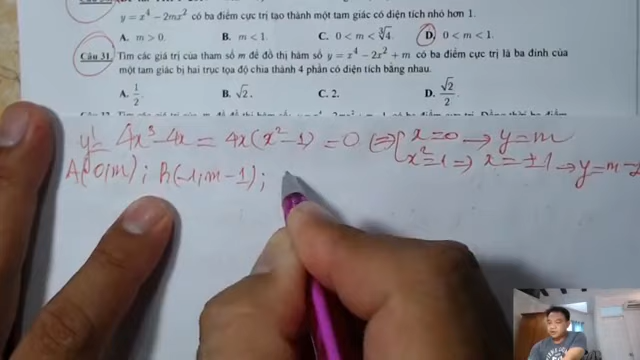 y = x⁴ − 2mx² có ba điểm cực trị tạo thành một tam giác có diện tích nhỏ hơn 1.
A. m > 0. B. m < 1. C. 0 < m < ∛4. D. 0 < m < 1.
Câu 31. Tìm các giá trị của tham số m để đồ thị hàm số y = x⁴ − 2x² + m có ba điểm cực trị là ba đỉnh của
một tam giác bị hai trục tọa độ chia thành 4 phần có diện tích bằng nhau.
A. 1/2. B. √2. C. 2. D. √2/2.
y' = 4x³ − 4x = 4x(x² − 1) = 0 ⇔ [ x = 0 → y = m
x² = 1 ⇒ x = ±1 → y = m −
A(0; m); B(−1; m − 1);